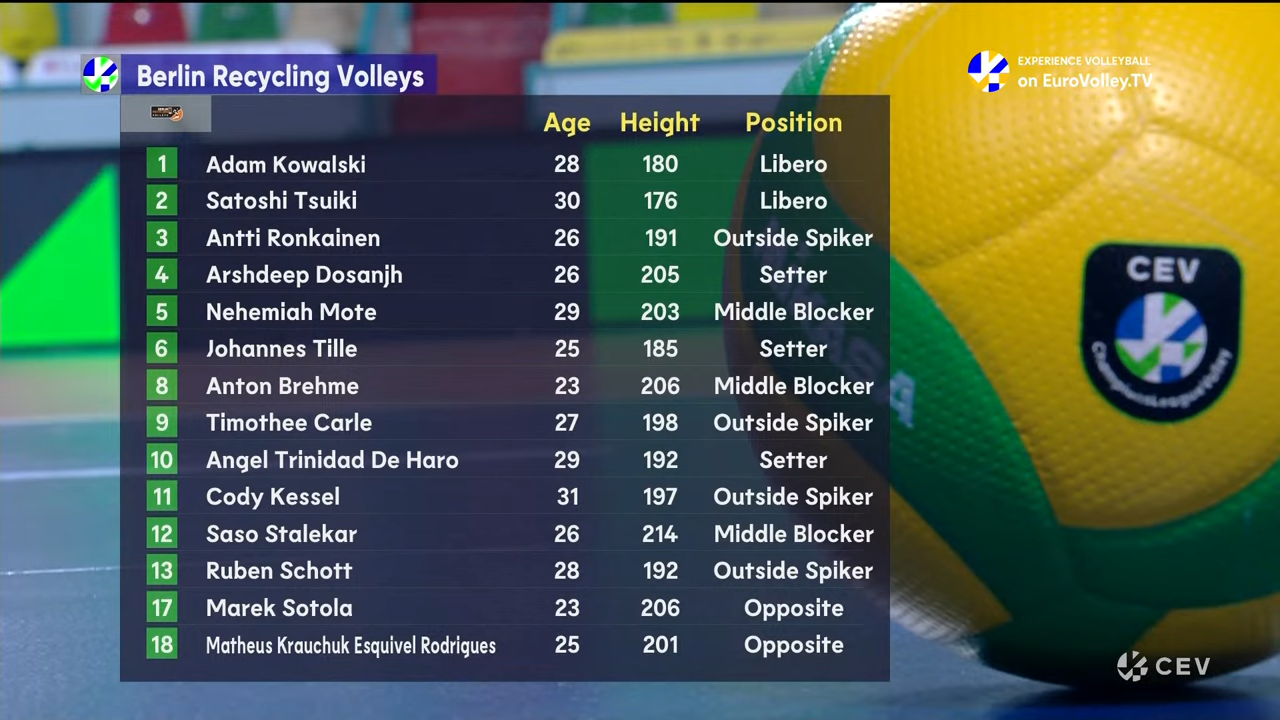 Berlin Recycling Volleys
EXPERIENCE VOLLEYBALL
on EuroVolley.TV
Age Height Position
1 Adam Kowalski 28 180 Libero
2 Satoshi Tsuiki 30 176 Libero
3 Antti Ronkainen 26 191 Outside Spiker
4 Arshdeep Dosanjh 26 205 Setter
5 Nehemiah Mote 29 203 Middle Blocker
6 Johannes Tille 25 185 Setter
8 Anton Brehme 23 206 Middle Blocker
9 Timothee Carle 27 198 Outside Spiker
10 Angel Trinidad De Haro 29 192 Setter
11 Cody Kessel 31 197 Outside Spiker
12 Saso Stalekar 26 214 Middle Blocker
13 Ruben Schott 28 192 Outside Spiker
17 Marek Sotola 23 206 Opposite
18 Matheus Krauchuk Esquivel Rodrigues 25 201 Opposite
CEV
ChampionsLeagueVolley
CEV